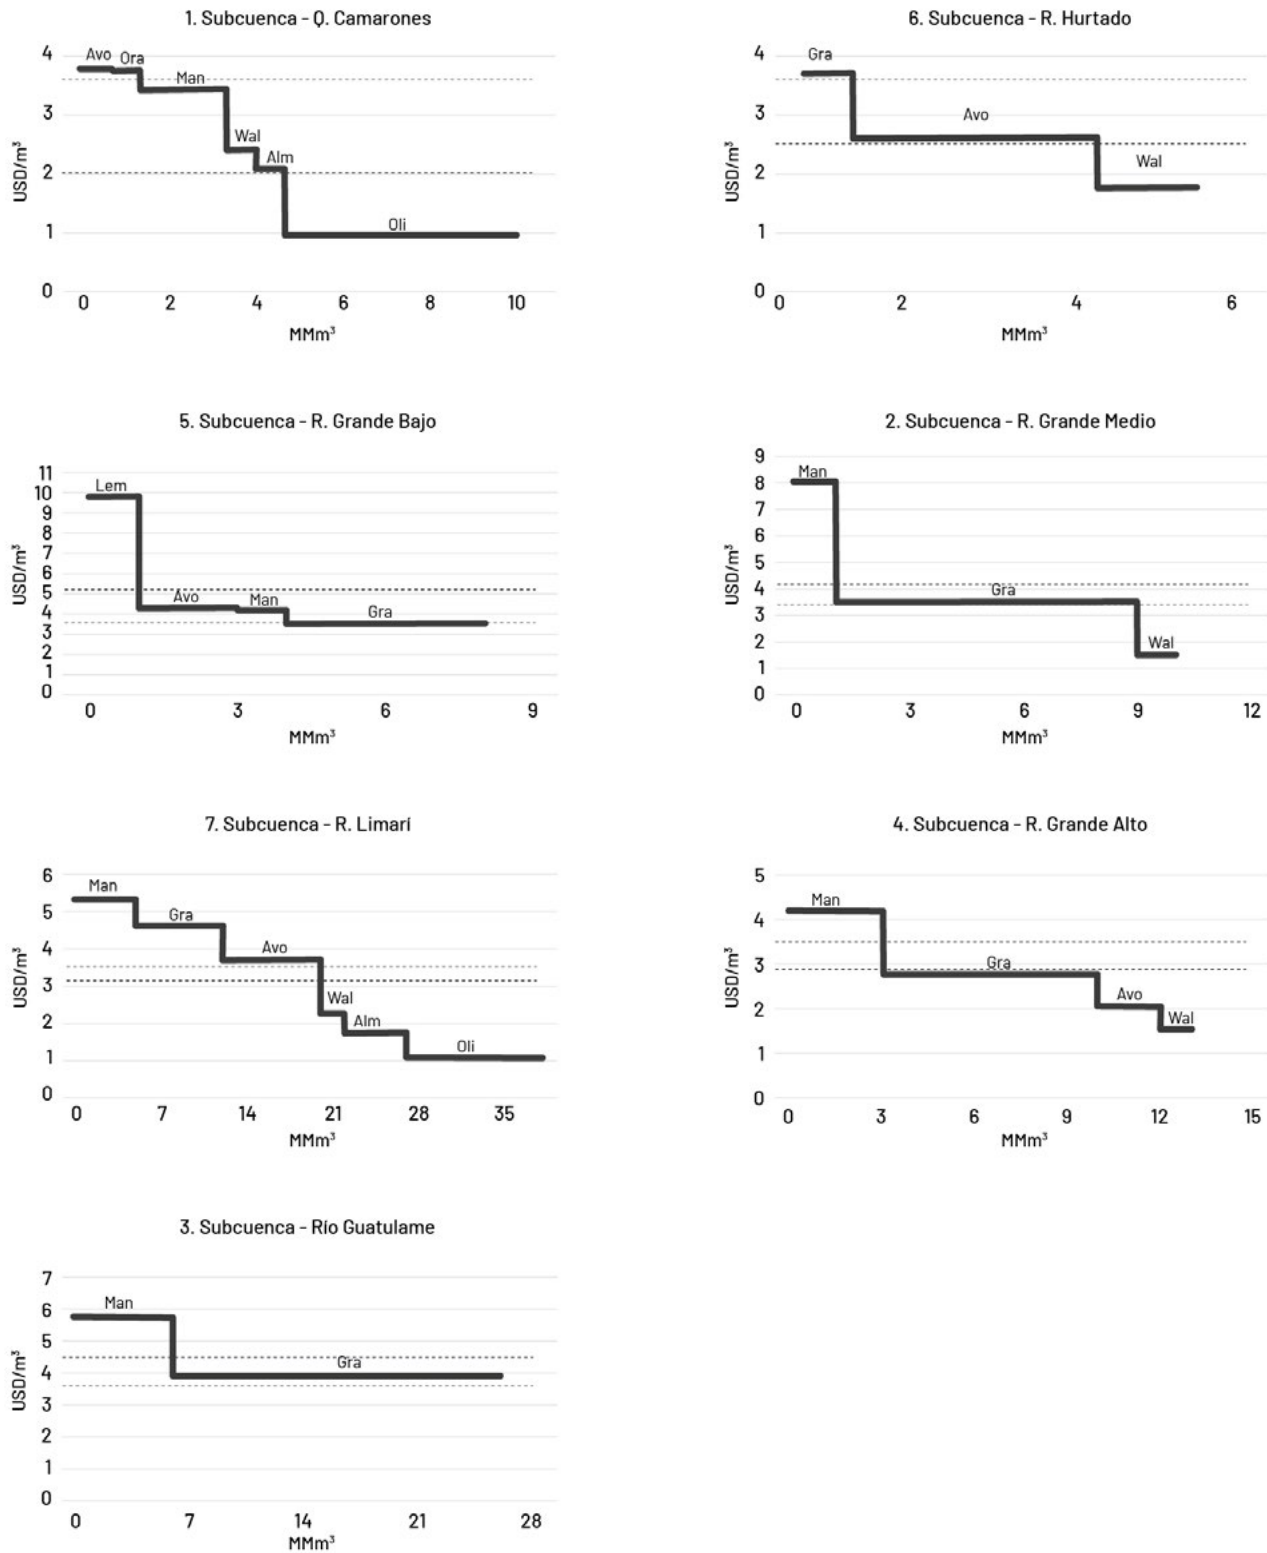 1. Subcuenca - Q. Camarones
USD/m³
4
3
2
1
0
Avo
Ora
Man
Wal
Alm
Oli
0 2 4 6 8 10
MMm³
6. Subcuenca - R. Hurtado
USD/m³
4
3
2
1
0
Gra
Avo
Wal
0 2 4 6
MMm³
5. Subcuenca - R. Grande Bajo
USD/m³
11
10
9
8
7
6
5
4
3
2
1
0
Lem
Avo
Man
Gra
0 3 6 9
MMm³
2. Subcuenca - R. Grande Medio
USD/m³
9
8
7
6
5
4
3
2
1
0
Man
Gra
Wal
0 3 6 9 12
MMm³
7. Subcuenca - R. Limarí
USD/m³
6
5
4
3
2
1
0
Man
Gra
Avo
Wal
Alm
Oli
0 7 14 21 28 35
MMm³
4. Subcuenca - R. Grande Alto
USD/m³
5
4
3
2
1
0
Man
Gra
Avo
Wal
0 3 6 9 12 15
MMm³
3. Subcuenca - Río Guatulame
USD/m³
7
6
5
4
3
2
1
0
Man
Gra
0 7 14 21 28
MMm³